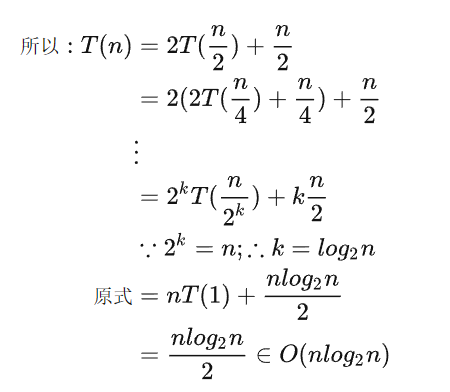 所以：T(n) = 2T(n/2) + n/2
= 2(2T(n/4) + n/4) + n/2
⋮
= 2^k T(n/2^k) + k n/2
∵ 2^k = n; ∴ k = log₂n
原式 = nT(1) + nlog₂n/2
= nlog₂n/2 ∈ O(nlog₂n)